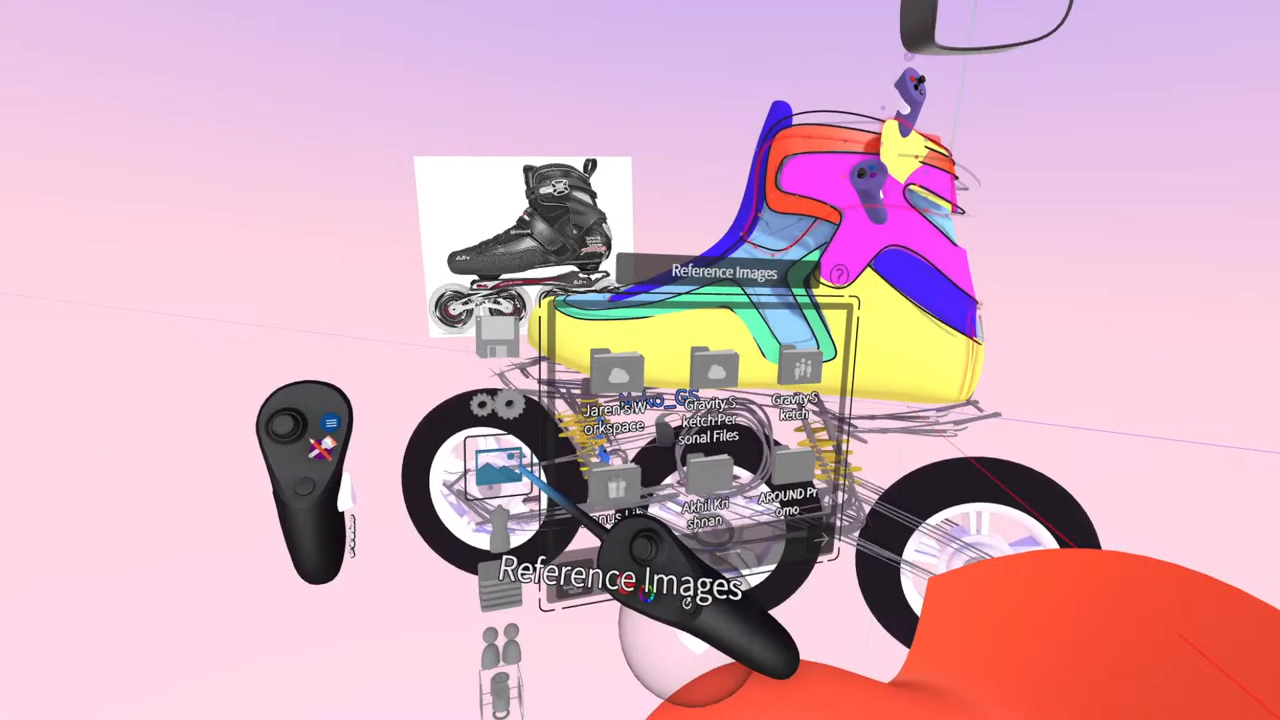 Reference Images
?
Niko_GS
Jaren's W
orkspace
Gravity S
ketch Per
sonal Files
Gravity S
ketch
Akhil Kri
shnan
AROUND Pr
omo
Reference Images